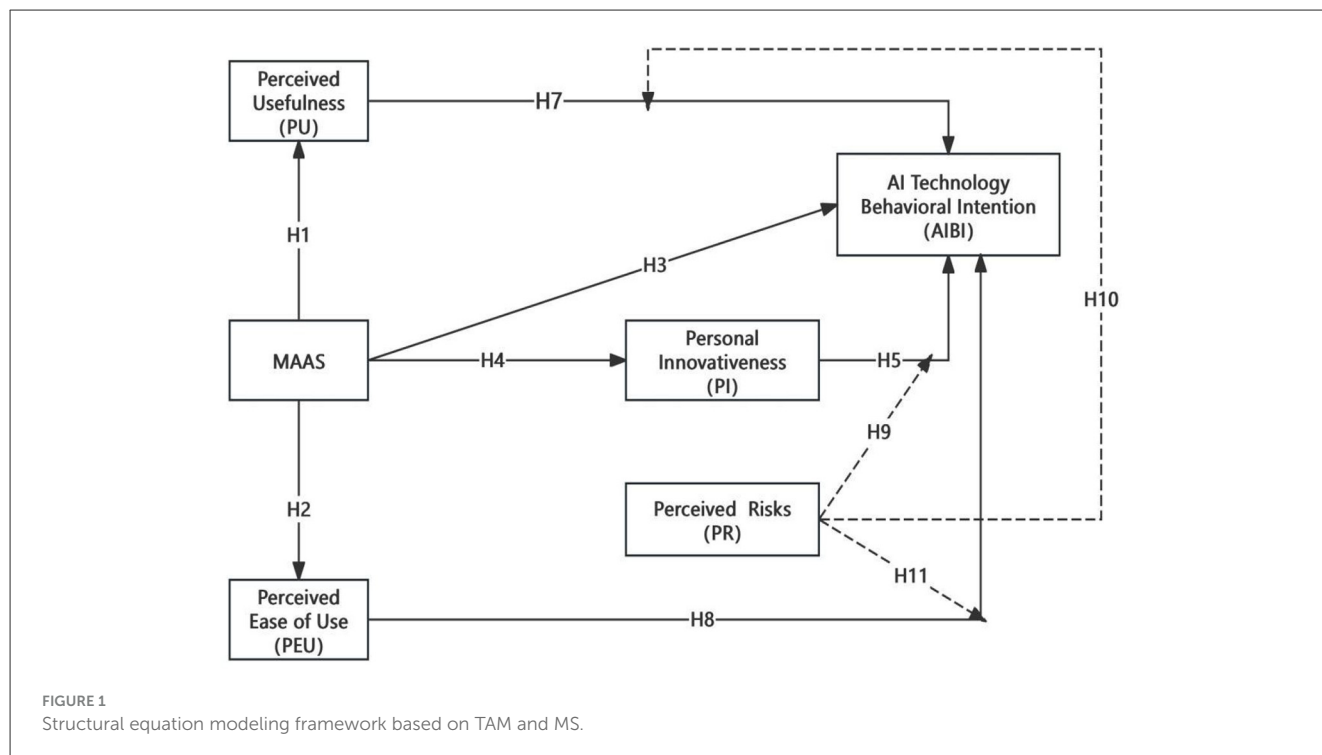 Perceived
Usefulness
(PU)
H7
AI Technology
Behavioral Intention
(AIBI)
H1
H3
H10
MAAS
H4
Personal
Innovativeness
(PI)
H5
H9
H2
Perceived Risks
(PR)
H11
Perceived
Ease of Use
(PEU)
H8
FIGURE 1
Structural equation modeling framework based on TAM and MS.